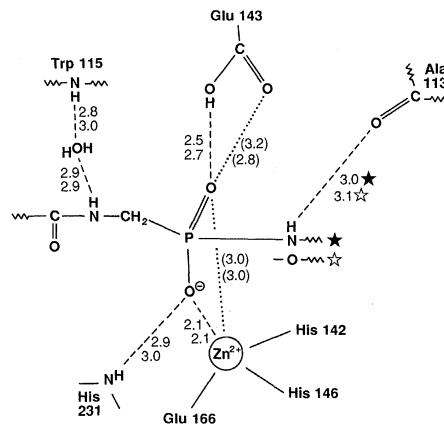 Glu 143
Trp 115
C
Ala
113
N
H
O
H
O
C
O
2.8
3.0
HOH
2.5
2.7
(3.2)
(2.8)
2.9
2.9
3.0★
3.1☆
H
O
C
N
CH₂
P
H
N
★
O
O
☆
(3.0)
(3.0)
O⊖
2.1
2.1
2.9
3.0
His 142
Zn²⁺
N
H
His
231
His 146
Glu 166